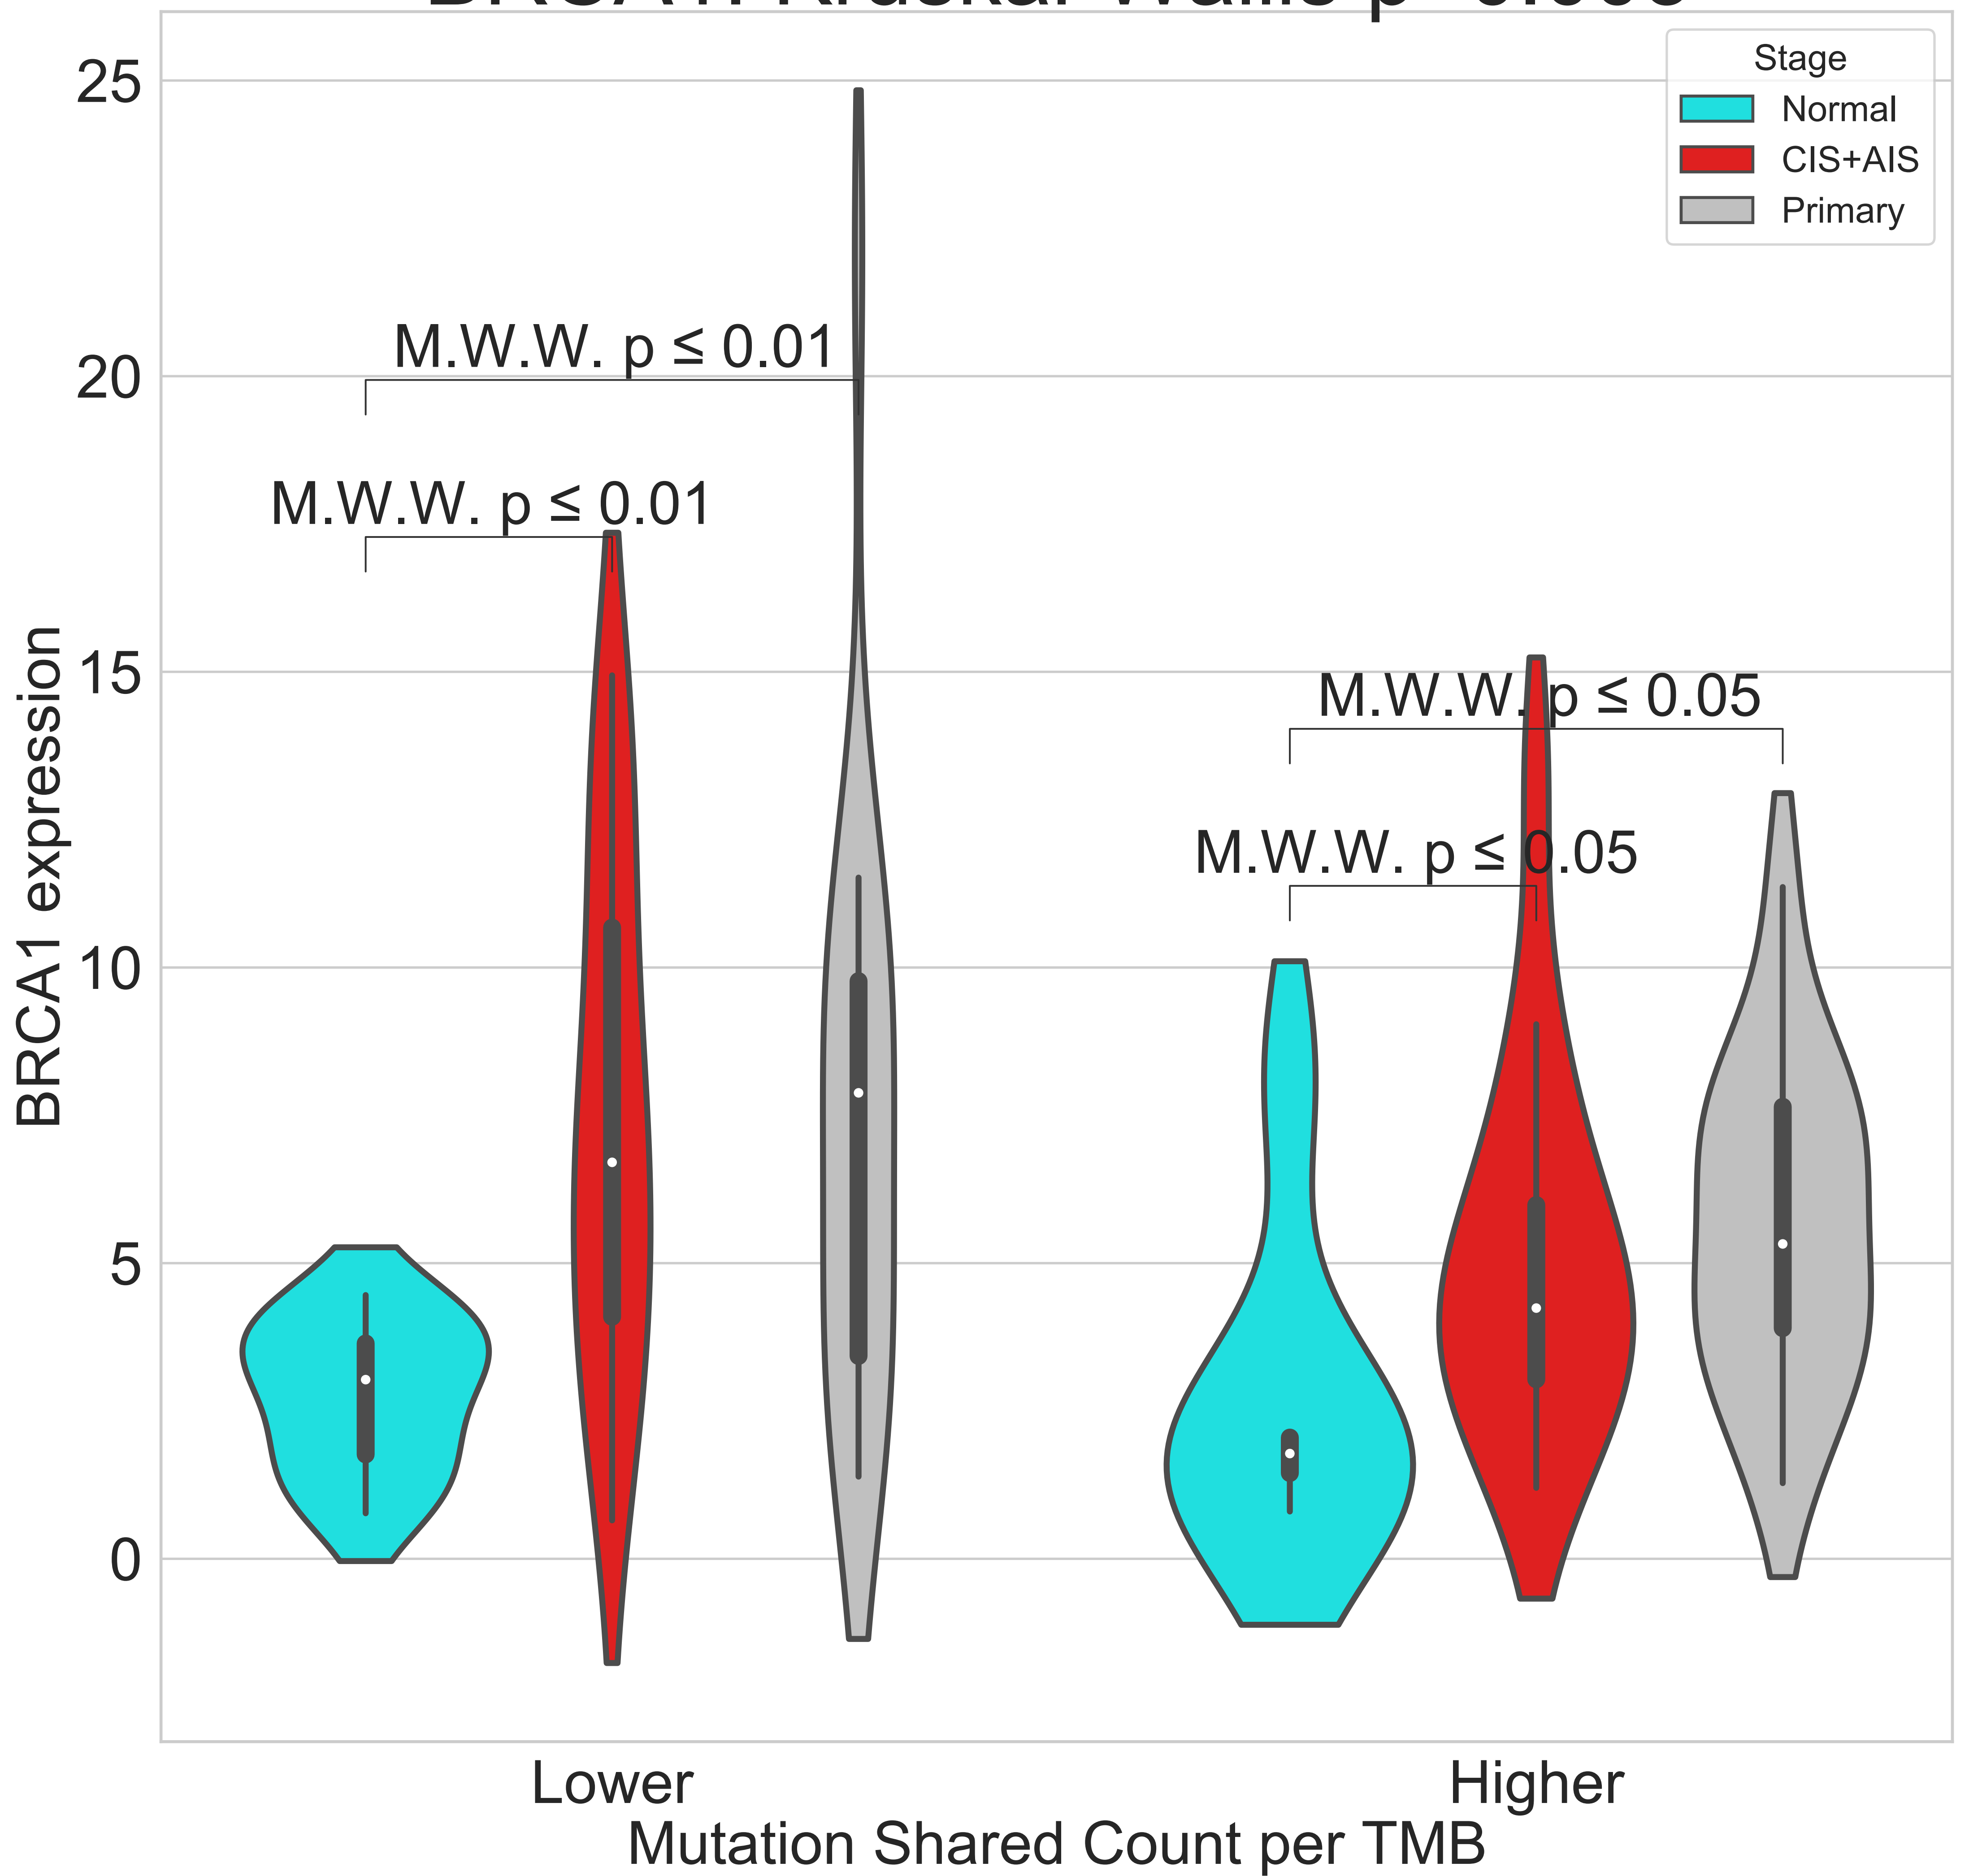 Stage
Normal
CIS+AIS
Primary
25
20
15
10
5
0
BRCA1 expression
M.W.W. p ≤ 0.01
M.W.W. p ≤ 0.01
M.W.W. p ≤ 0.05
M.W.W. p ≤ 0.05
Lower
Higher
Mutation Shared Count per TMB